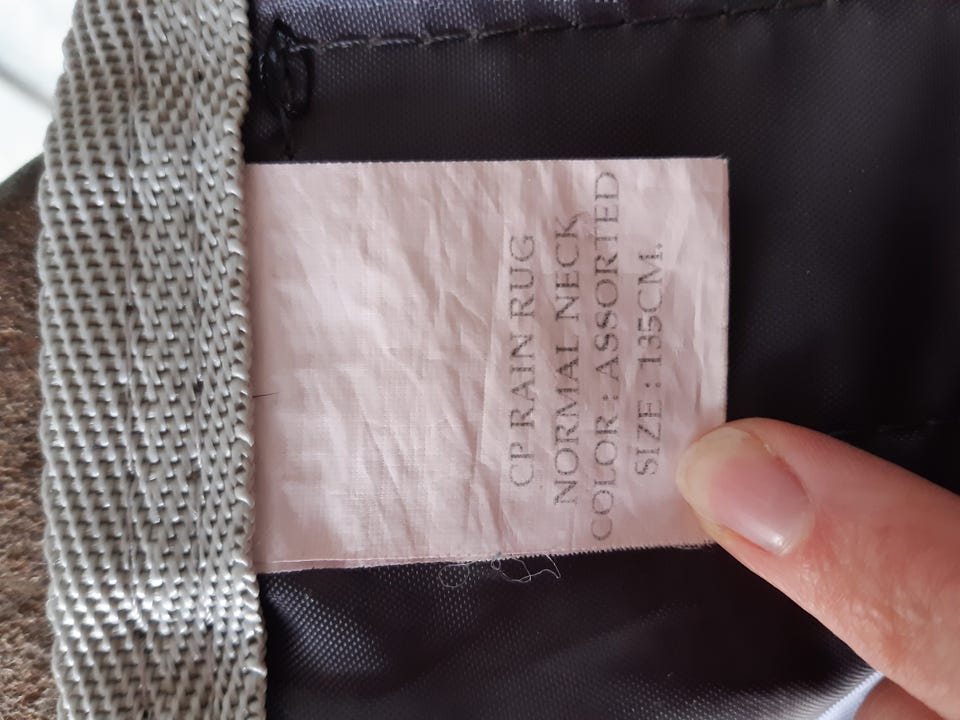 CP RAIN RUG
NORMAL NECK
COLOR : ASSORTED
SIZE : 135CM.